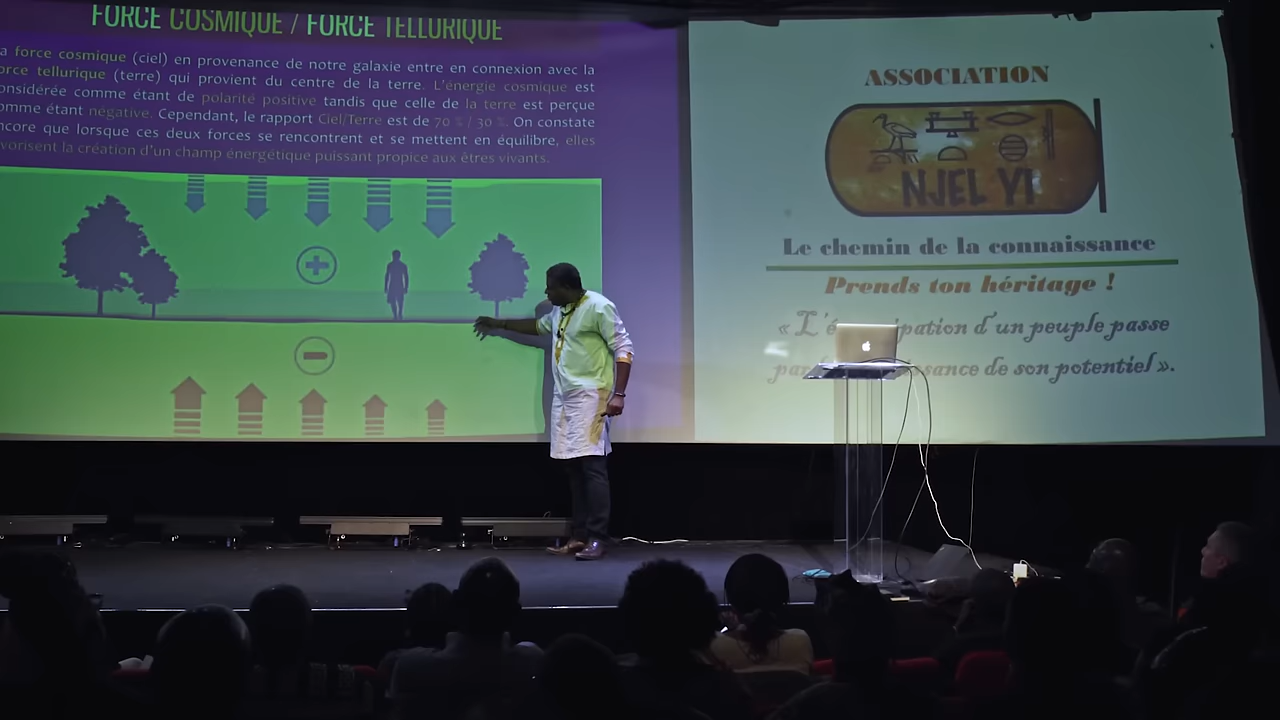 FORCE COSMIQUE / FORCE TELLURIQUE
a force cosmique (ciel) en provenance de notre galaxie entre en connexion avec la
orce tellurique (terre) qui provient du centre de la terre. L'énergie cosmique est
onsidérée comme étant de polarité positive tandis que celle de la terre est perçue
omme étant négative. Cependant, le rapport Ciel/Terre est de 70 % / 30 %. On constate
ncore que lorsque ces deux forces se rencontrent et se mettent en équilibre, elles
vorisent la création d'un champ énergétique puissant propice aux êtres vivants.
ASSOCIATION
NJEL YI
Le chemin de la connaissance
Prends ton héritage !
« L'é ipation d'un peuple passe
par sance de son potentiel ».